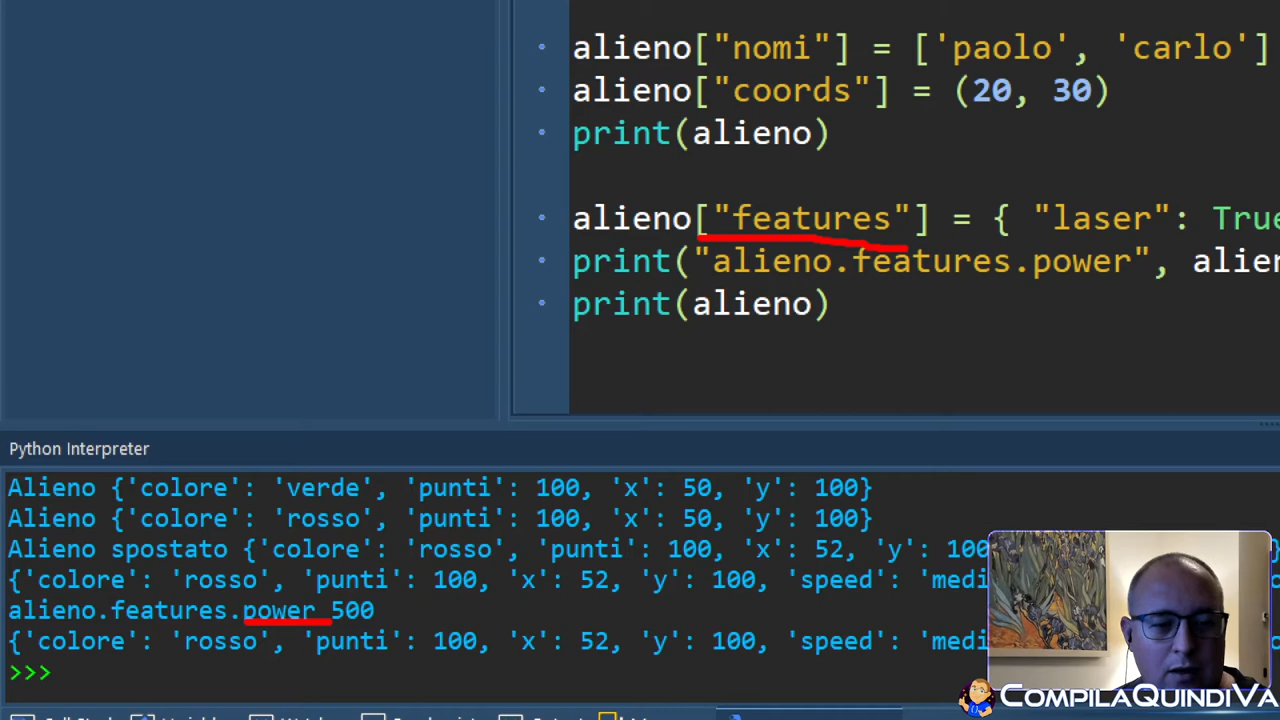 alieno["nomi"] = ['paolo', 'carlo']
alieno["coords"] = (20, 30)
print(alieno)
alieno["features"] = { "laser": True
print("alieno.features.power", alien
print(alieno)
Python Interpreter
Alieno {'colore': 'verde', 'punti': 100, 'x': 50, 'y': 100}
Alieno {'colore': 'rosso', 'punti': 100, 'x': 50, 'y': 100}
Alieno spostato {'colore': 'rosso', 'punti': 100, 'x': 52, 'y': 100
{'colore': 'rosso', 'punti': 100, 'x': 52, 'y': 100, 'speed': 'medi
alieno.features.power 500
{'colore': 'rosso', 'punti': 100, 'x': 52, 'y': 100, 'speed': 'medi
>>>
COMPILAQUINDIVA